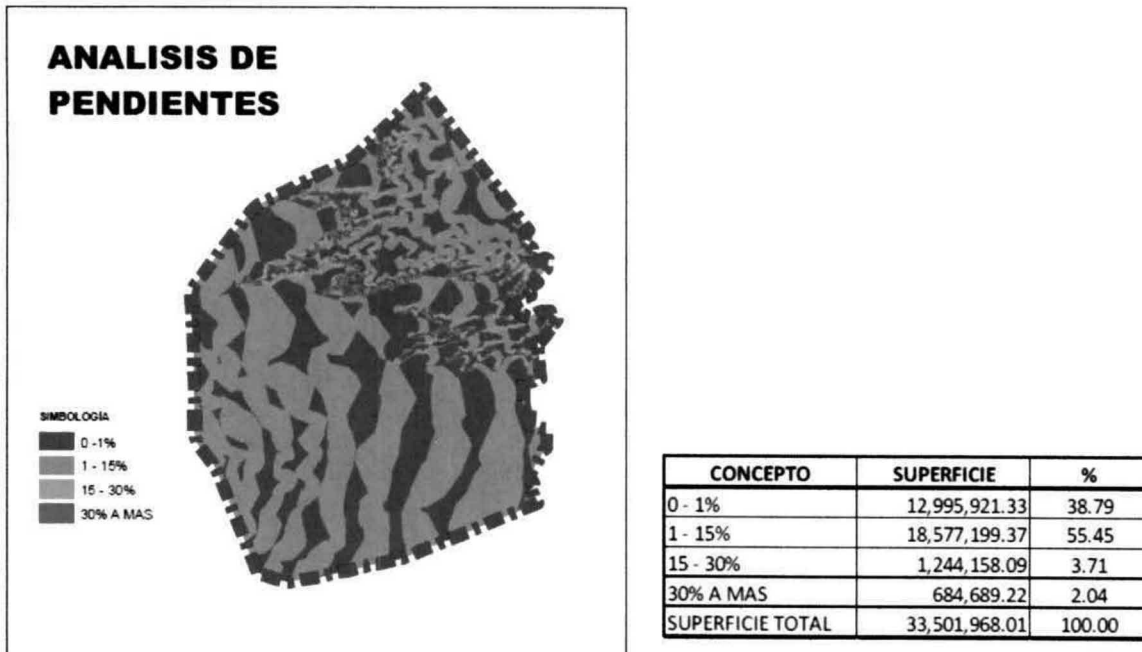 ANALISIS DE
PENDIENTES
SIMBOLOGÍA
0 -1%
1 - 15%
15 - 30%
30% A MAS
CONCEPTO SUPERFICIE %
0 - 1% 12,995,921.33 38.79
1 - 15% 18,577,199.37 55.45
15 - 30% 1,244,158.09 3.71
30% A MAS 684,689.22 2.04
SUPERFICIE TOTAL 33,501,968.01 100.00